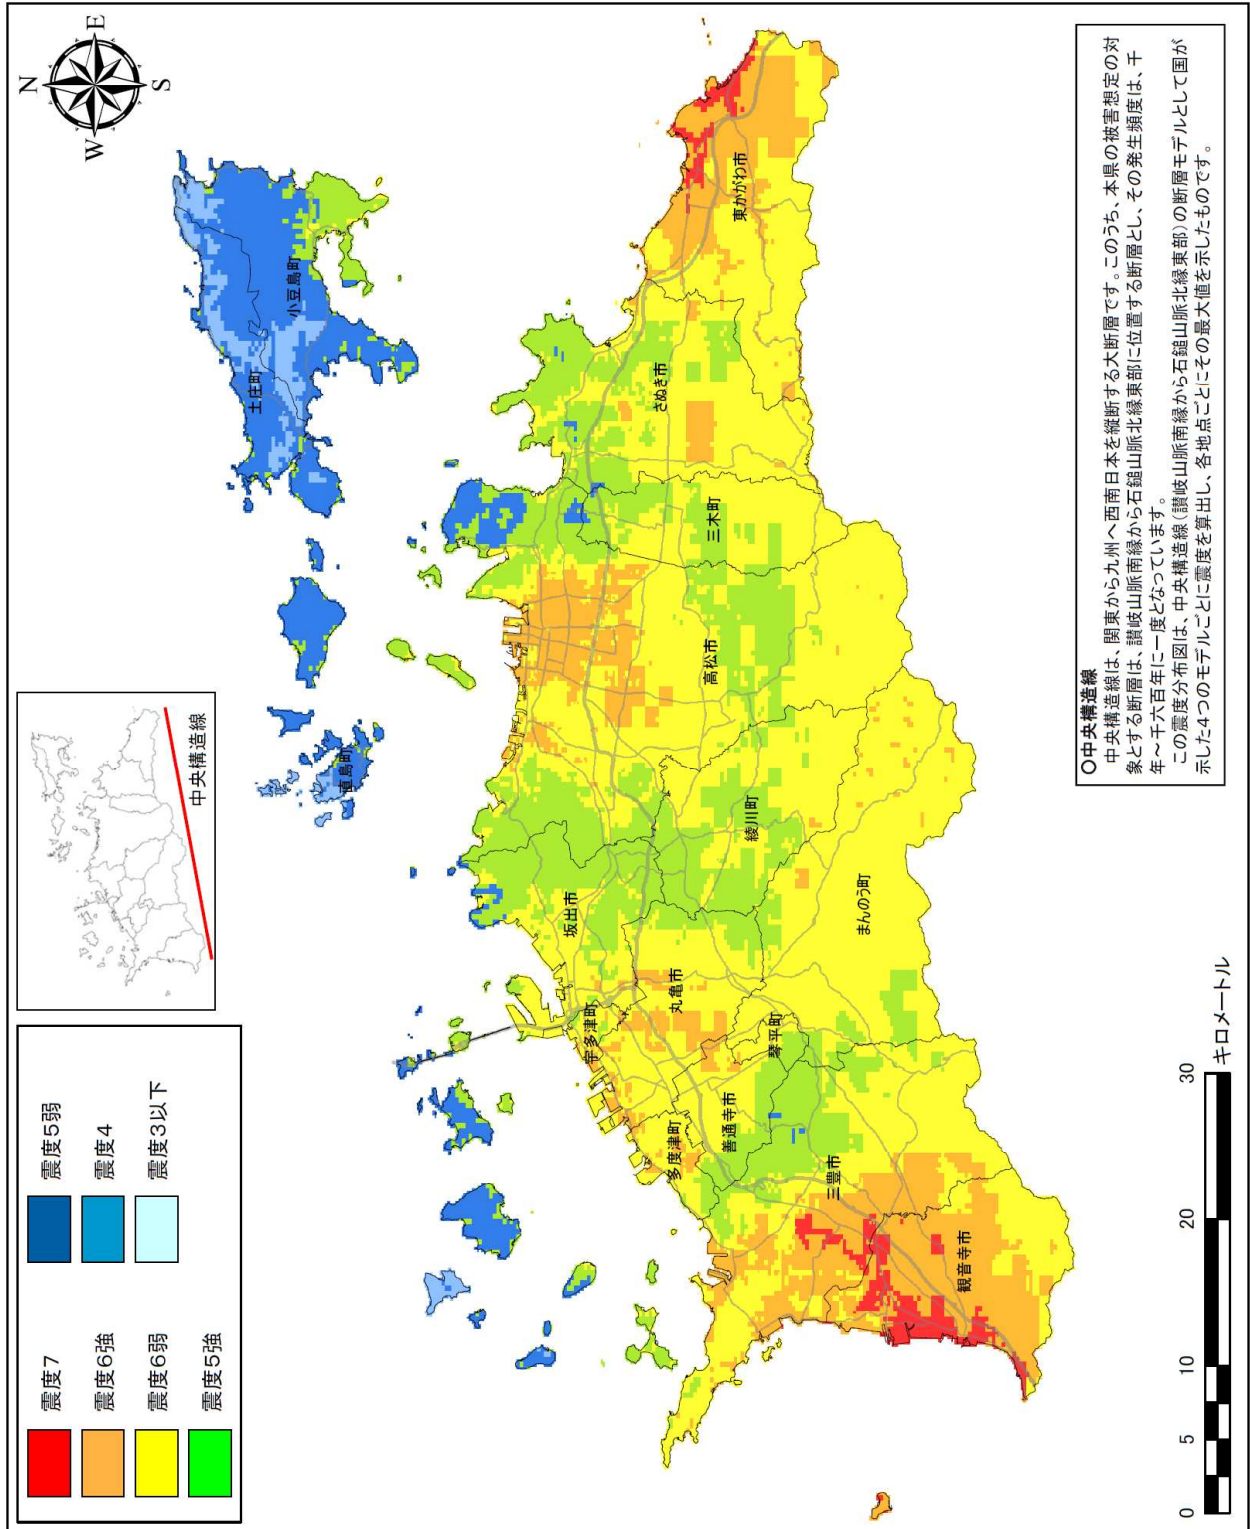 震度7
震度6強
震度6弱
震度5強
震度5弱
震度4
震度3以下
中央構造線
N
E
S
W
土庄町
小豆島町
直島町
さぬき市
東かがわ市
三木町
高松市
坂出市
綾川町
宇多津町
丸亀市
まんのう町
多度津町
善通寺市
琴平町
三豊市
観音寺市
0 5 10 20 30
キロメートル
〇中央構造線
中央構造線は、関東から九州へ西南日本を縦断する大断層です。このうち、本県の被害想定の対
象とする断層は、讃岐山脈南縁から石鎚山脈北縁東部に位置する断層とし、その発生頻度は、千
年～千六百年に一度となっています。
この震度分布図は、中央構造線(讃岐山脈南縁から石鎚山脈北縁東部)の断層モデルとして国が
示した4つのモデルごとに震度を算出し、各地点ごとにその最大値を示したものです。